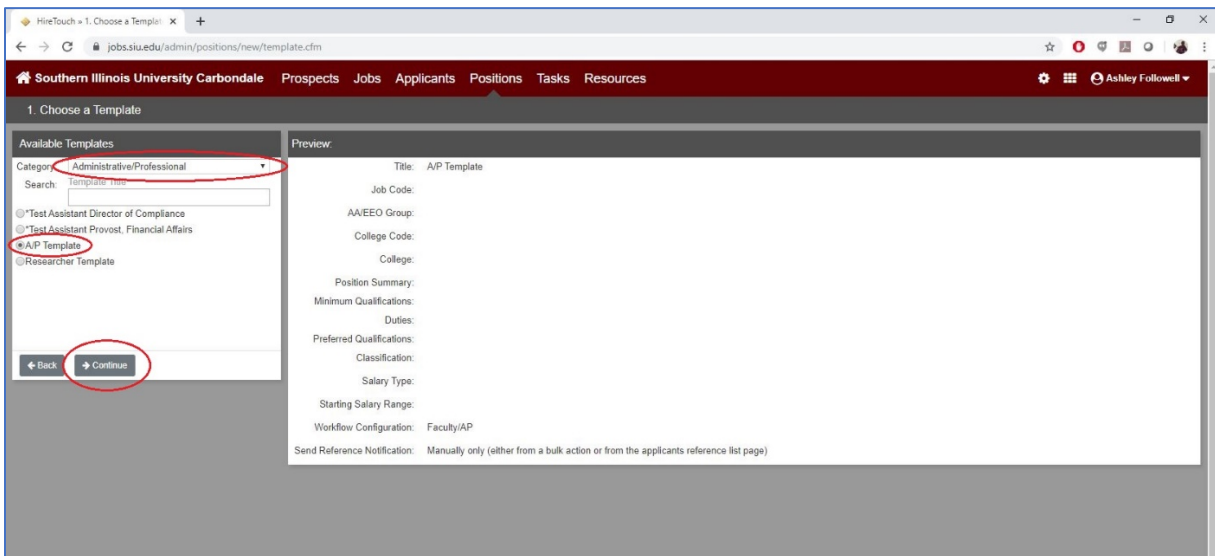 HireTouch » 1. Choose a Templat
jobs.siu.edu/admin/positions/new/template.cfm
Southern Illinois University Carbondale Prospects Jobs Applicants Positions Tasks Resources Ashley Followell
1. Choose a Template
Available Templates
Category: Administrative/Professional
Search: Template Title
*Test Assistant Director of Compliance
*Test Assistant Provost, Financial Affairs
A/P Template
Researcher Template
Back Continue
Preview:
Title: A/P Template
Job Code:
AA/EEO Group:
College Code:
College:
Position Summary:
Minimum Qualifications:
Duties:
Preferred Qualifications:
Classification:
Salary Type:
Starting Salary Range:
Workflow Configuration: Faculty/AP
Send Reference Notification: Manually only (either from a bulk action or from the applicants reference list page)